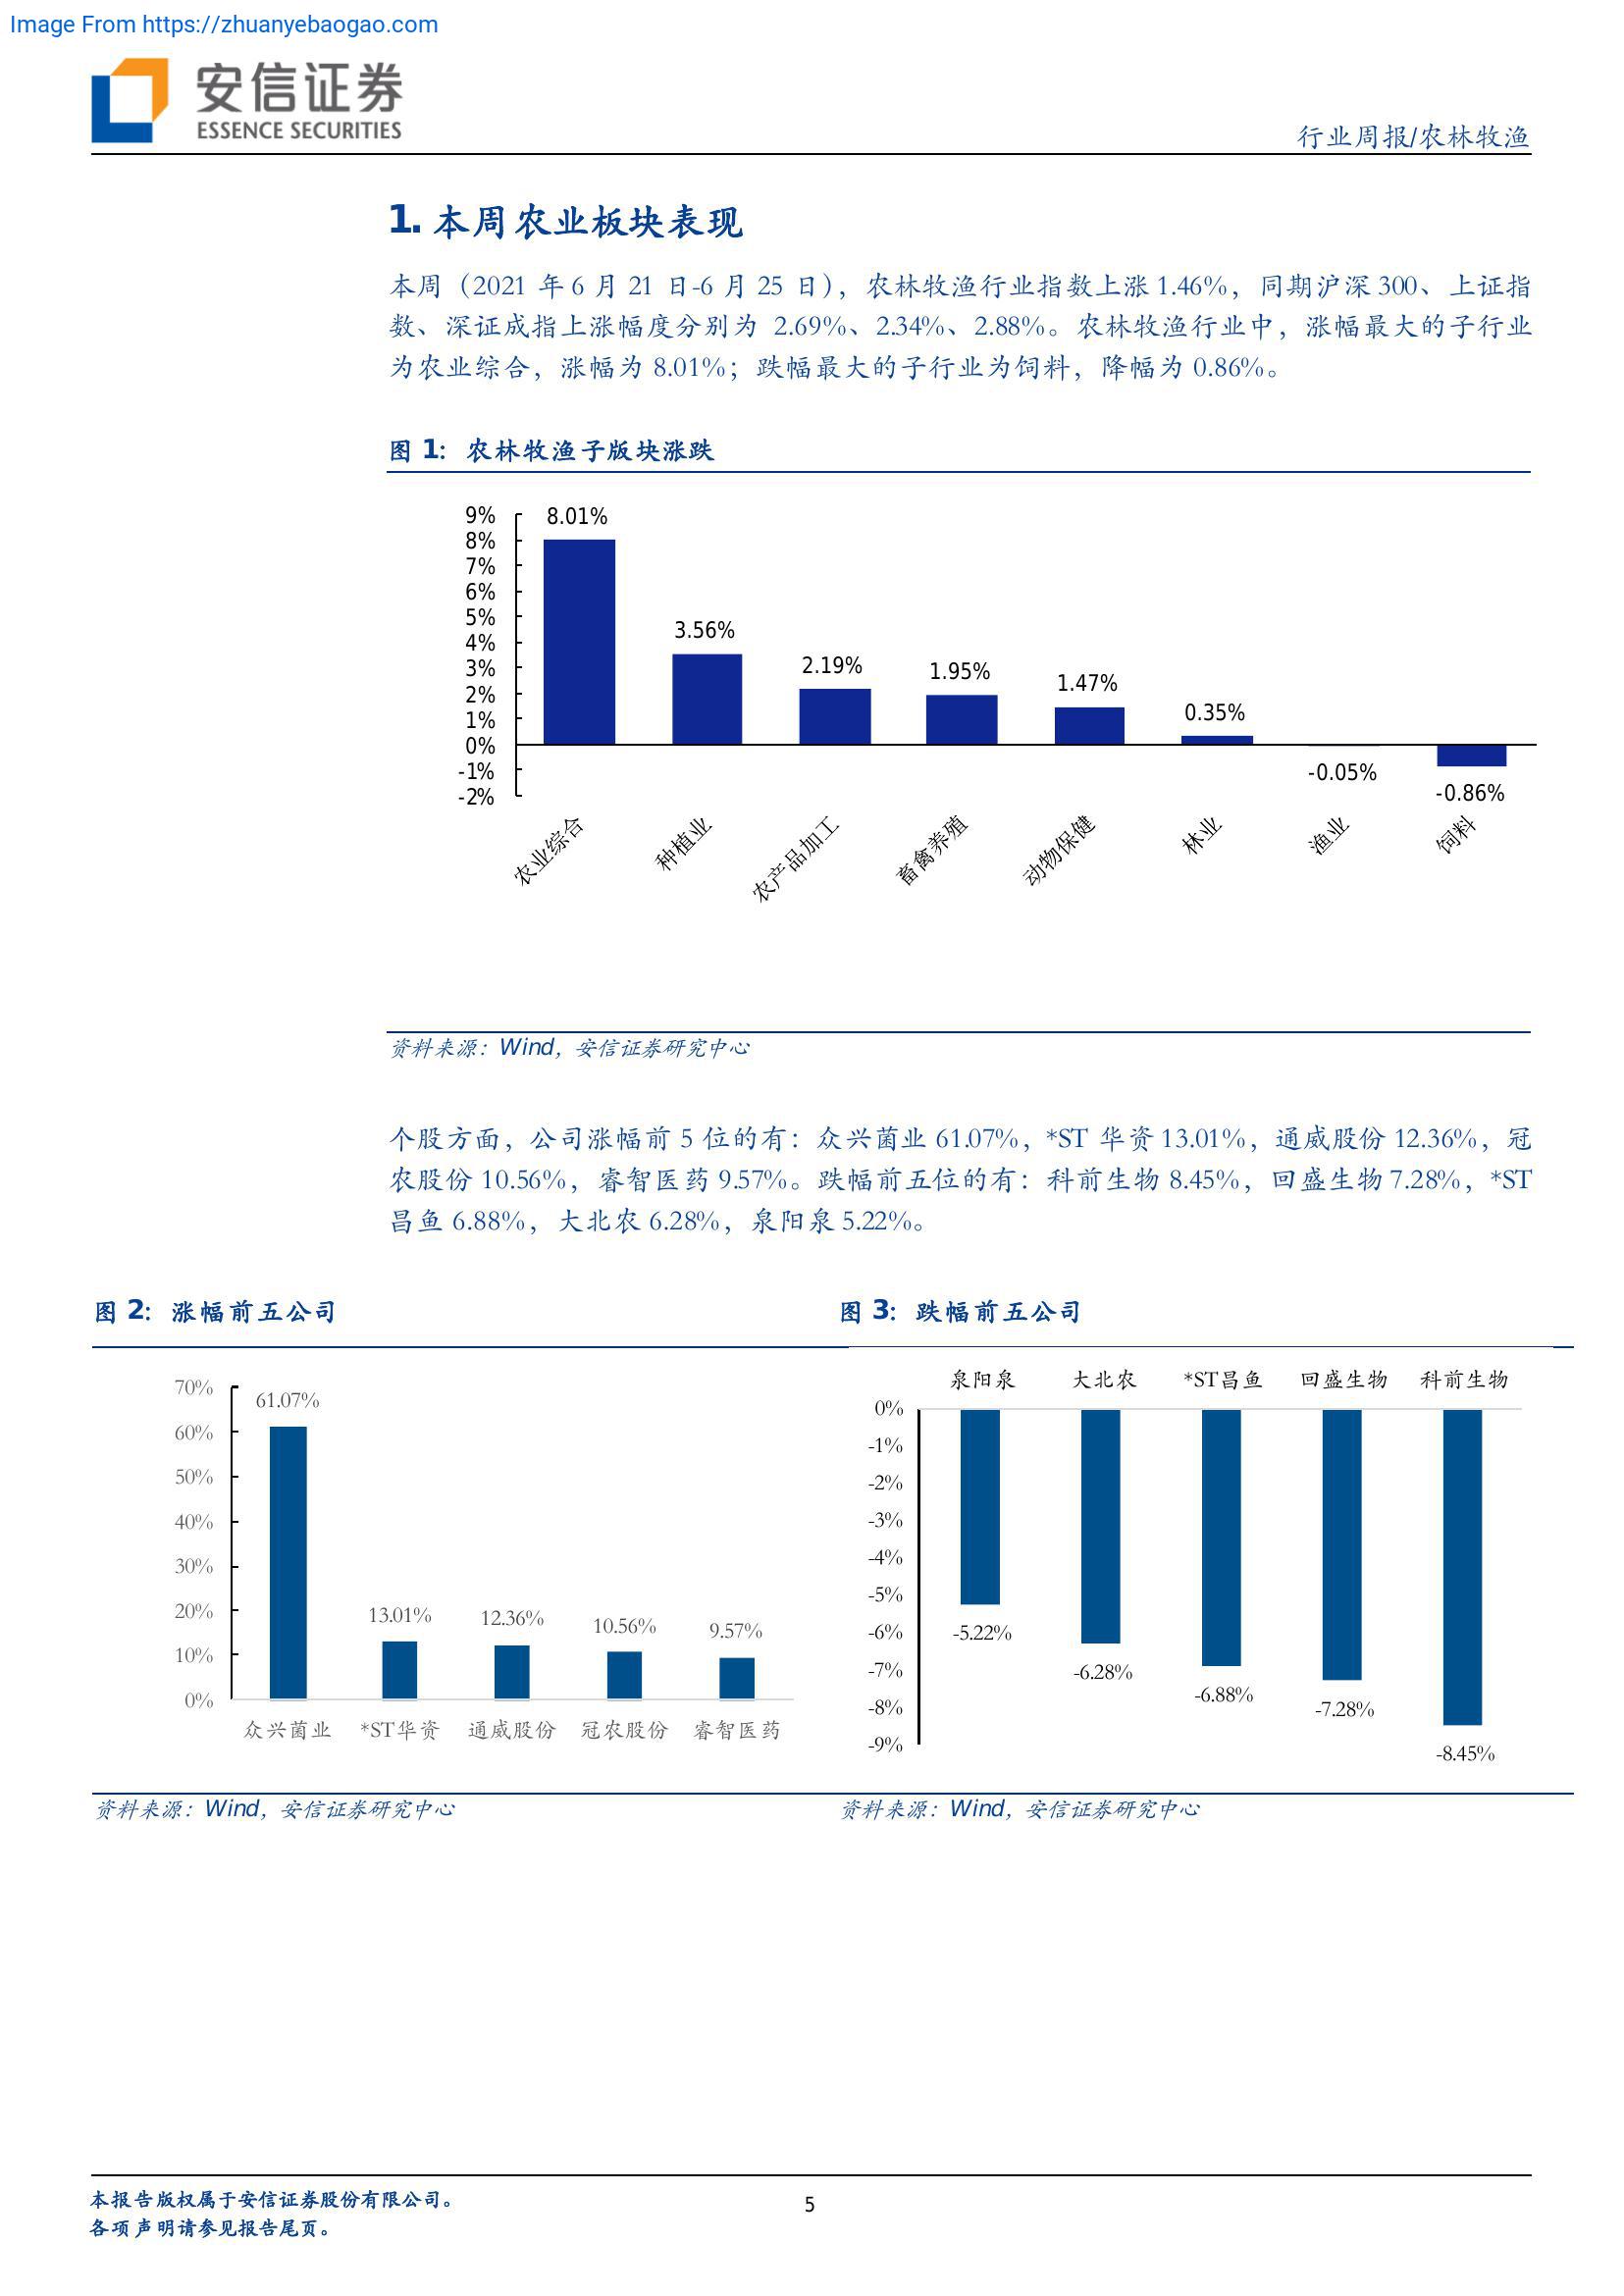 Image From https://zhuanyebaogao.com
安信证券
ESSENCE SECURITIES
行业周报/农林牧渔
1. 本周农业板块表现
本周（2021 年 6 月 21 日-6 月 25 日），农林牧渔行业指数上涨 1.46%，同期沪深 300、上证指
数、深证成指上涨幅度分别为 2.69%、2.34%、2.88%。农林牧渔行业中，涨幅最大的子行业
为农业综合，涨幅为 8.01%；跌幅最大的子行业为饲料，降幅为 0.86%。
图 1：农林牧渔子版块涨跌
9%
8%
7%
6%
5%
4%
3%
2%
1%
0%
-1%
-2%
8.01%
3.56%
2.19%
1.95%
1.47%
0.35%
-0.05%
-0.86%
农业综合
种植业
农产品加工
畜禽养殖
动物保健
林业
渔业
饲料
资料来源：Wind，安信证券研究中心
个股方面，公司涨幅前 5 位的有：众兴菌业 61.07%，*ST 华资 13.01%，通威股份 12.36%，冠
农股份 10.56%，睿智医药 9.57%。跌幅前五位的有：科前生物 8.45%，回盛生物 7.28%，*ST
昌鱼 6.88%，大北农 6.28%，泉阳泉 5.22%。
图 2：涨幅前五公司
70%
60%
50%
40%
30%
20%
10%
0%
61.07%
13.01%
12.36%
10.56%
9.57%
众兴菌业 *ST华资 通威股份 冠农股份 睿智医药
资料来源：Wind，安信证券研究中心
图 3：跌幅前五公司
泉阳泉 大北农 *ST昌鱼 回盛生物 科前生物
0%
-1%
-2%
-3%
-4%
-5%
-6%
-7%
-8%
-9%
-5.22%
-6.28%
-6.88%
-7.28%
-8.45%
资料来源：Wind，安信证券研究中心
本报告版权属于安信证券股份有限公司。
各项声明请参见报告尾页。
5